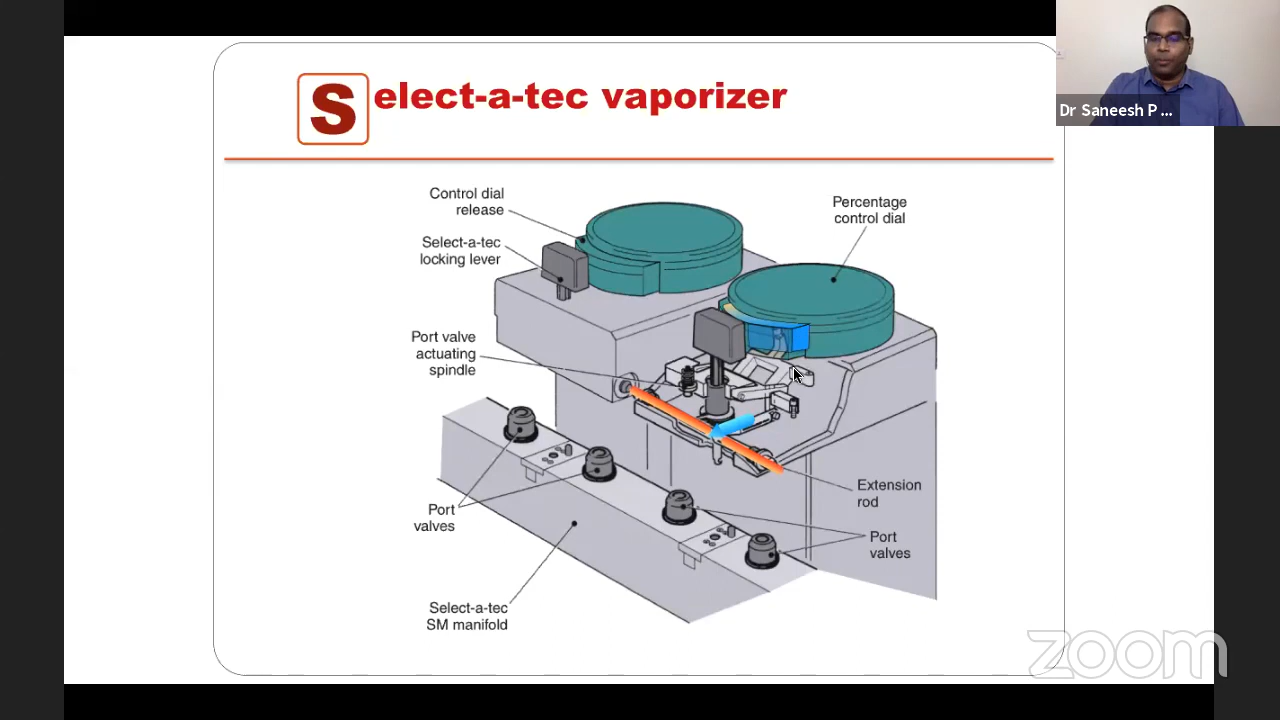 Select-a-tec vaporizer
Dr Saneesh P ...
Control dial
release
Percentage
control dial
Select-a-tec
locking lever
Port valve
actuating
spindle
Extension
rod
Port
valves
Port
valves
Select-a-tec
SM manifold
zoom